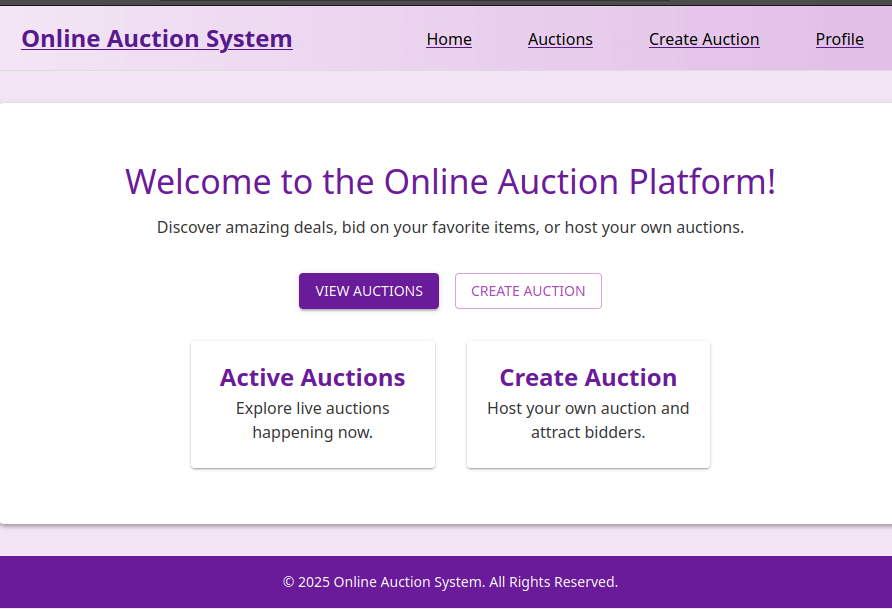 Online Auction System
Home
Auctions
Create Auction
Profile
Welcome to the Online Auction Platform!
Discover amazing deals, bid on your favorite items, or host your own auctions.
VIEW AUCTIONS
CREATE AUCTION
Active Auctions
Explore live auctions
happening now.
Create Auction
Host your own auction and
attract bidders.
© 2025 Online Auction System. All Rights Reserved.